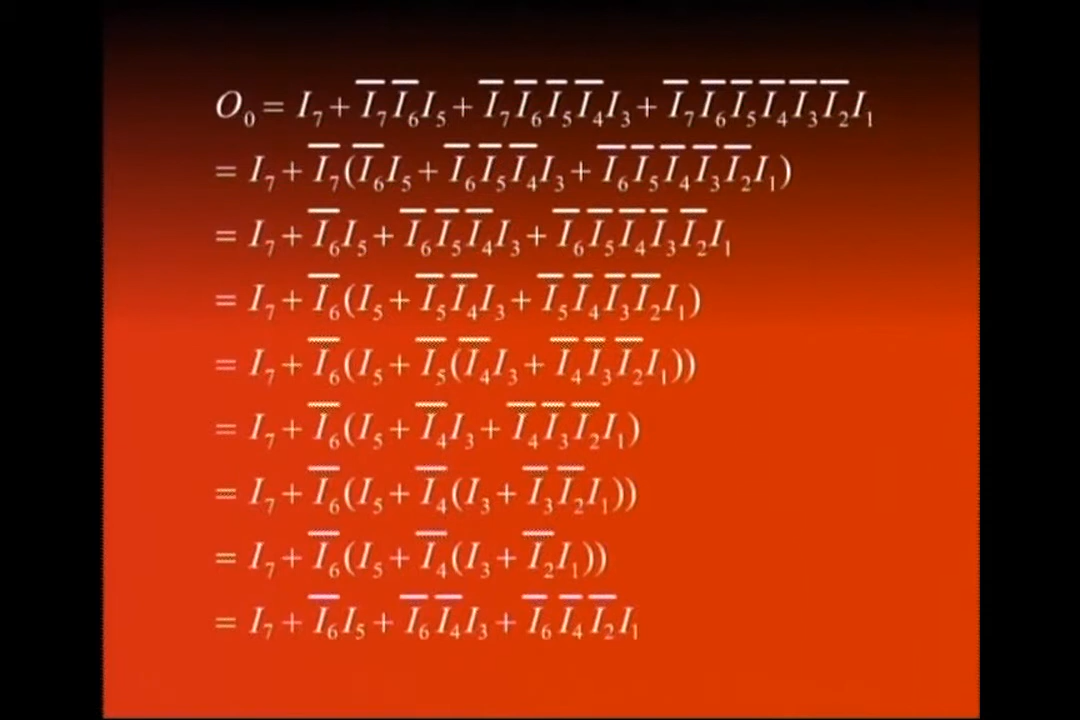 O₀ = I₇ + I̅₇I̅₆I₅ + I̅₇I̅₆I̅₅I̅₄I₃ + I̅₇I̅₆I̅₅I̅₄I̅₃I̅₂I₁
= I₇ + I̅₇(I̅₆I₅ + I̅₆I̅₅I̅₄I₃ + I̅₆I̅₅I̅₄I̅₃I̅₂I₁)
= I₇ + I̅₆I₅ + I̅₆I̅₅I̅₄I₃ + I̅₆I̅₅I̅₄I̅₃I̅₂I₁
= I₇ + I̅₆(I₅ + I̅₅I̅₄I₃ + I̅₅I̅₄I̅₃I̅₂I₁)
= I₇ + I̅₆(I₅ + I̅₅(I̅₄I₃ + I̅₄I̅₃I̅₂I₁))
= I₇ + I̅₆(I₅ + I̅₄I₃ + I̅₄I̅₃I̅₂I₁)
= I₇ + I̅₆(I₅ + I̅₄(I₃ + I̅₃I̅₂I₁))
= I₇ + I̅₆(I₅ + I̅₄(I₃ + I̅₂I₁))
= I₇ + I̅₆I₅ + I̅₆I̅₄I₃ + I̅₆I̅₄I̅₂I₁